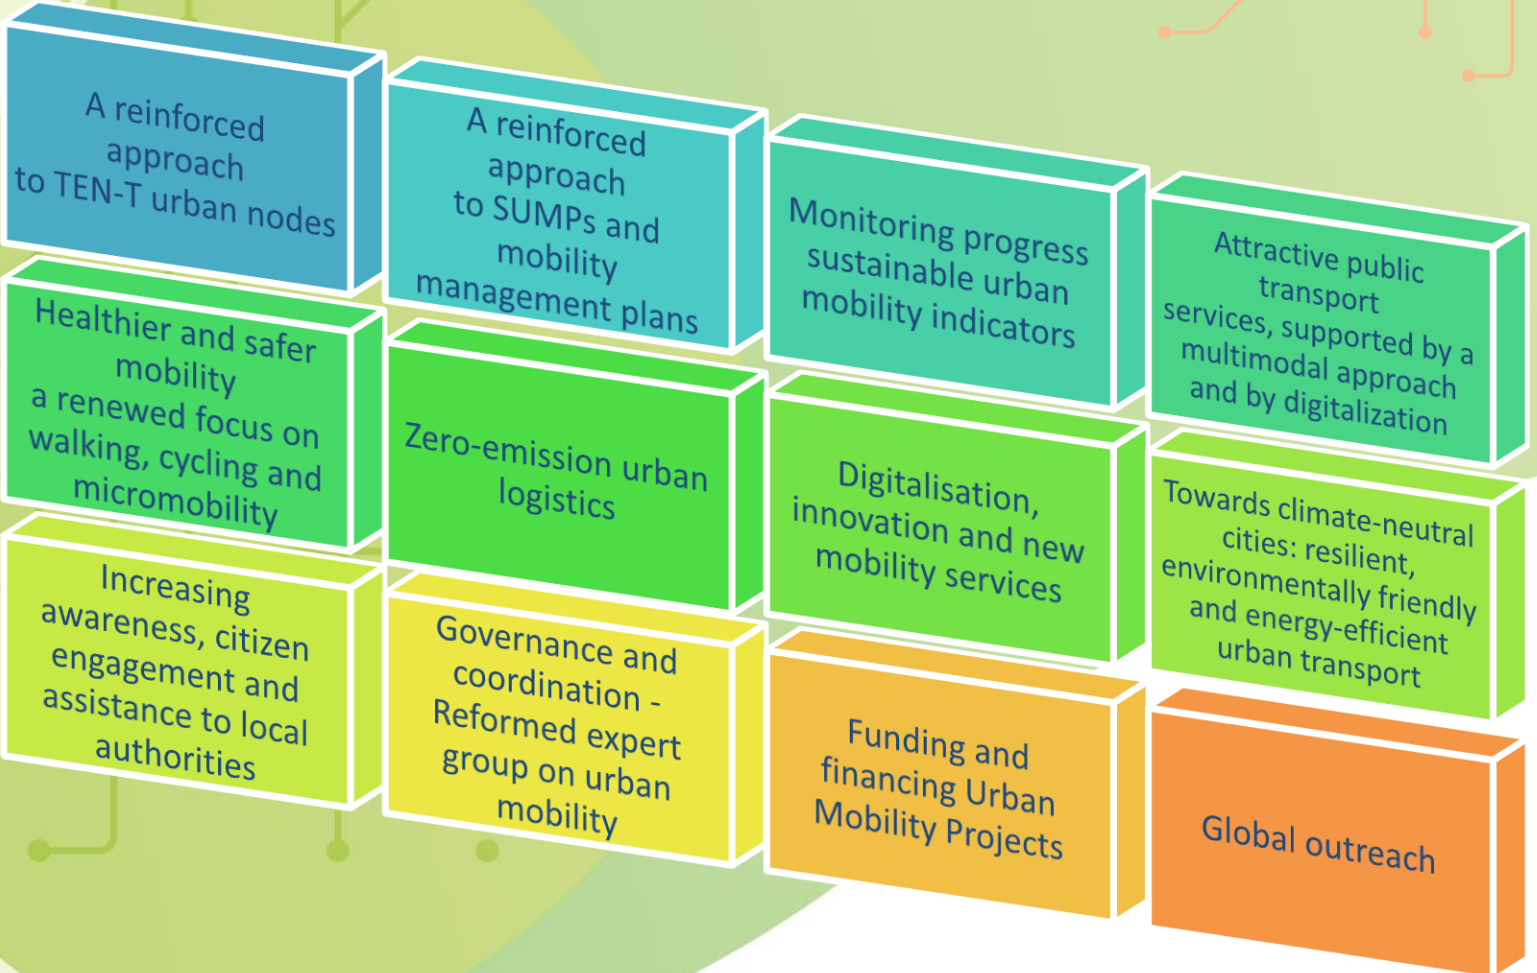 A reinforced
approach
to TEN-T urban nodes
A reinforced
approach
to SUMPs and
mobility
management plans
Monitoring progress
sustainable urban
mobility indicators
Attractive public
transport
services, supported by a
multimodal approach
and by digitalization
Healthier and safer
mobility
a renewed focus on
walking, cycling and
micromobility
Zero-emission urban
logistics
Digitalisation,
innovation and new
mobility services
Towards climate-neutral
cities: resilient,
environmentally friendly
and energy-efficient
urban transport
Increasing
awareness, citizen
engagement and
assistance to local
authorities
Governance and
coordination -
Reformed expert
group on urban
mobility
Funding and
financing Urban
Mobility Projects
Global outreach